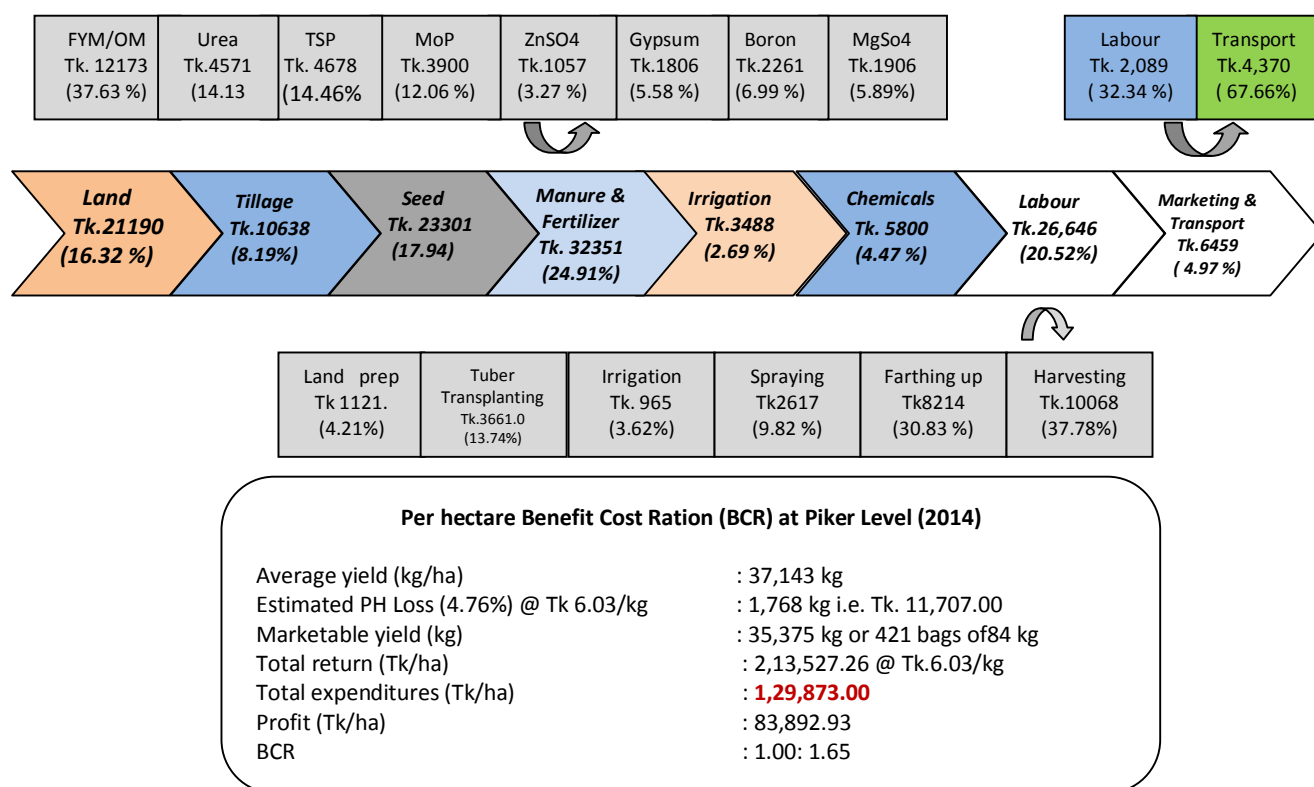 FYM/OM
Tk. 12173
(37.63 %)
Urea
Tk.4571
(14.13
TSP
Tk. 4678
(14.46%
MoP
Tk.3900
(12.06 %)
ZnSO4
Tk.1057
(3.27 %)
Gypsum
Tk.1806
(5.58 %)
Boron
Tk.2261
(6.99 %)
MgSo4
Tk.1906
(5.89%)
Labour
Tk. 2,089
( 32.34 %)
Transport
Tk.4,370
( 67.66%)
Land
Tk.21190
(16.32 %)
Tillage
Tk.10638
(8.19%)
Seed
Tk. 23301
(17.94)
Manure &
Fertilizer
Tk. 32351
(24.91%)
Irrigation
Tk.3488
(2.69 %)
Chemicals
Tk. 5800
(4.47 %)
Labour
Tk.26,646
(20.52%)
Marketing &
Transport
Tk.6459
( 4.97 %)
Land prep
Tk 1121.
(4.21%)
Tuber
Transplanting
Tk.3661.0
(13.74%)
Irrigation
Tk. 965
(3.62%)
Spraying
Tk2617
(9.82 %)
Farthing up
Tk8214
(30.83 %)
Harvesting
Tk.10068
(37.78%)
Per hectare Benefit Cost Ration (BCR) at Piker Level (2014)
Average yield (kg/ha) : 37,143 kg
Estimated PH Loss (4.76%) @ Tk 6.03/kg : 1,768 kg i.e. Tk. 11,707.00
Marketable yield (kg) : 35,375 kg or 421 bags of84 kg
Total return (Tk/ha) : 2,13,527.26 @ Tk.6.03/kg
Total expenditures (Tk/ha) : 1,29,873.00
Profit (Tk/ha) : 83,892.93
BCR : 1.00: 1.65